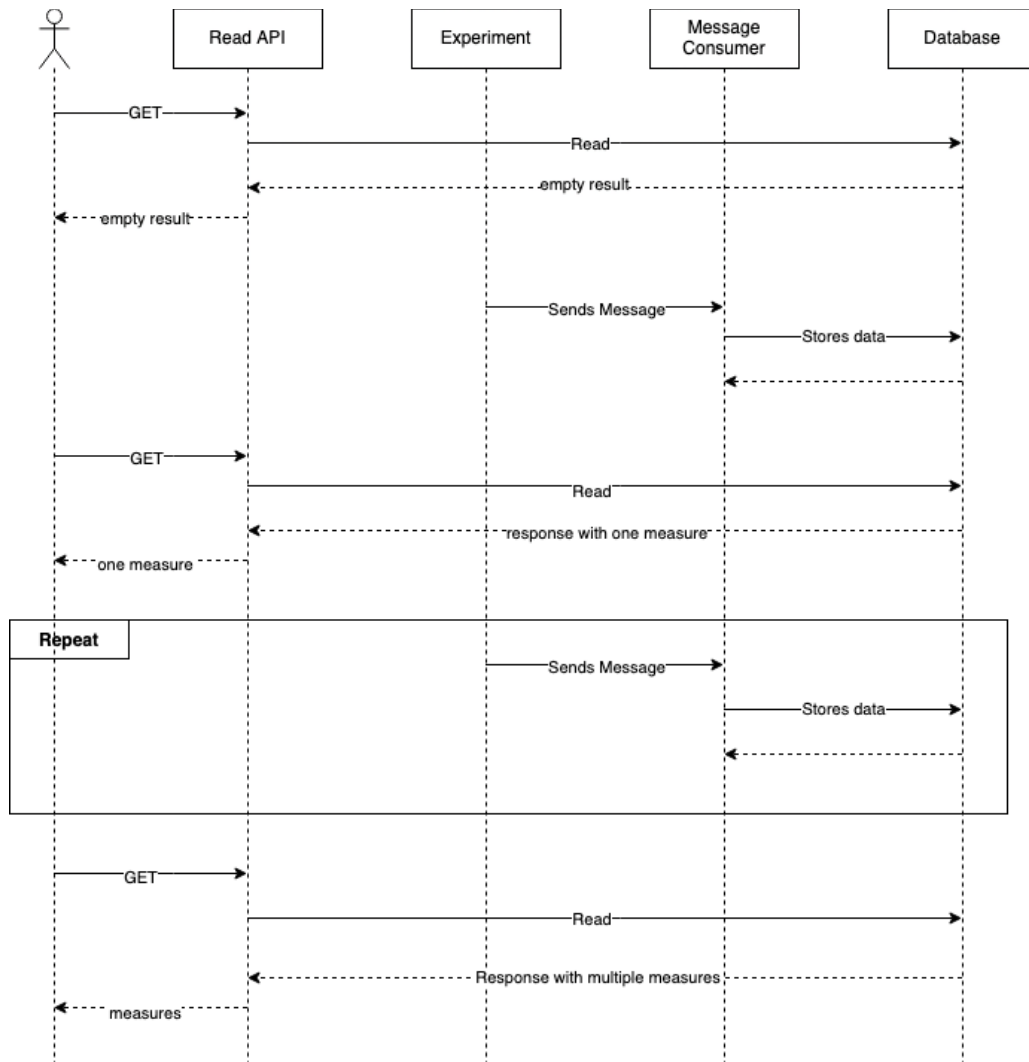 Read API
Experiment
Message
Consumer
Database
GET
Read
empty result
empty result
Sends Message
Stores data
GET
Read
response with one measure
one measure
Repeat
Sends Message
Stores data
GET
Read
Response with multiple measures
measures